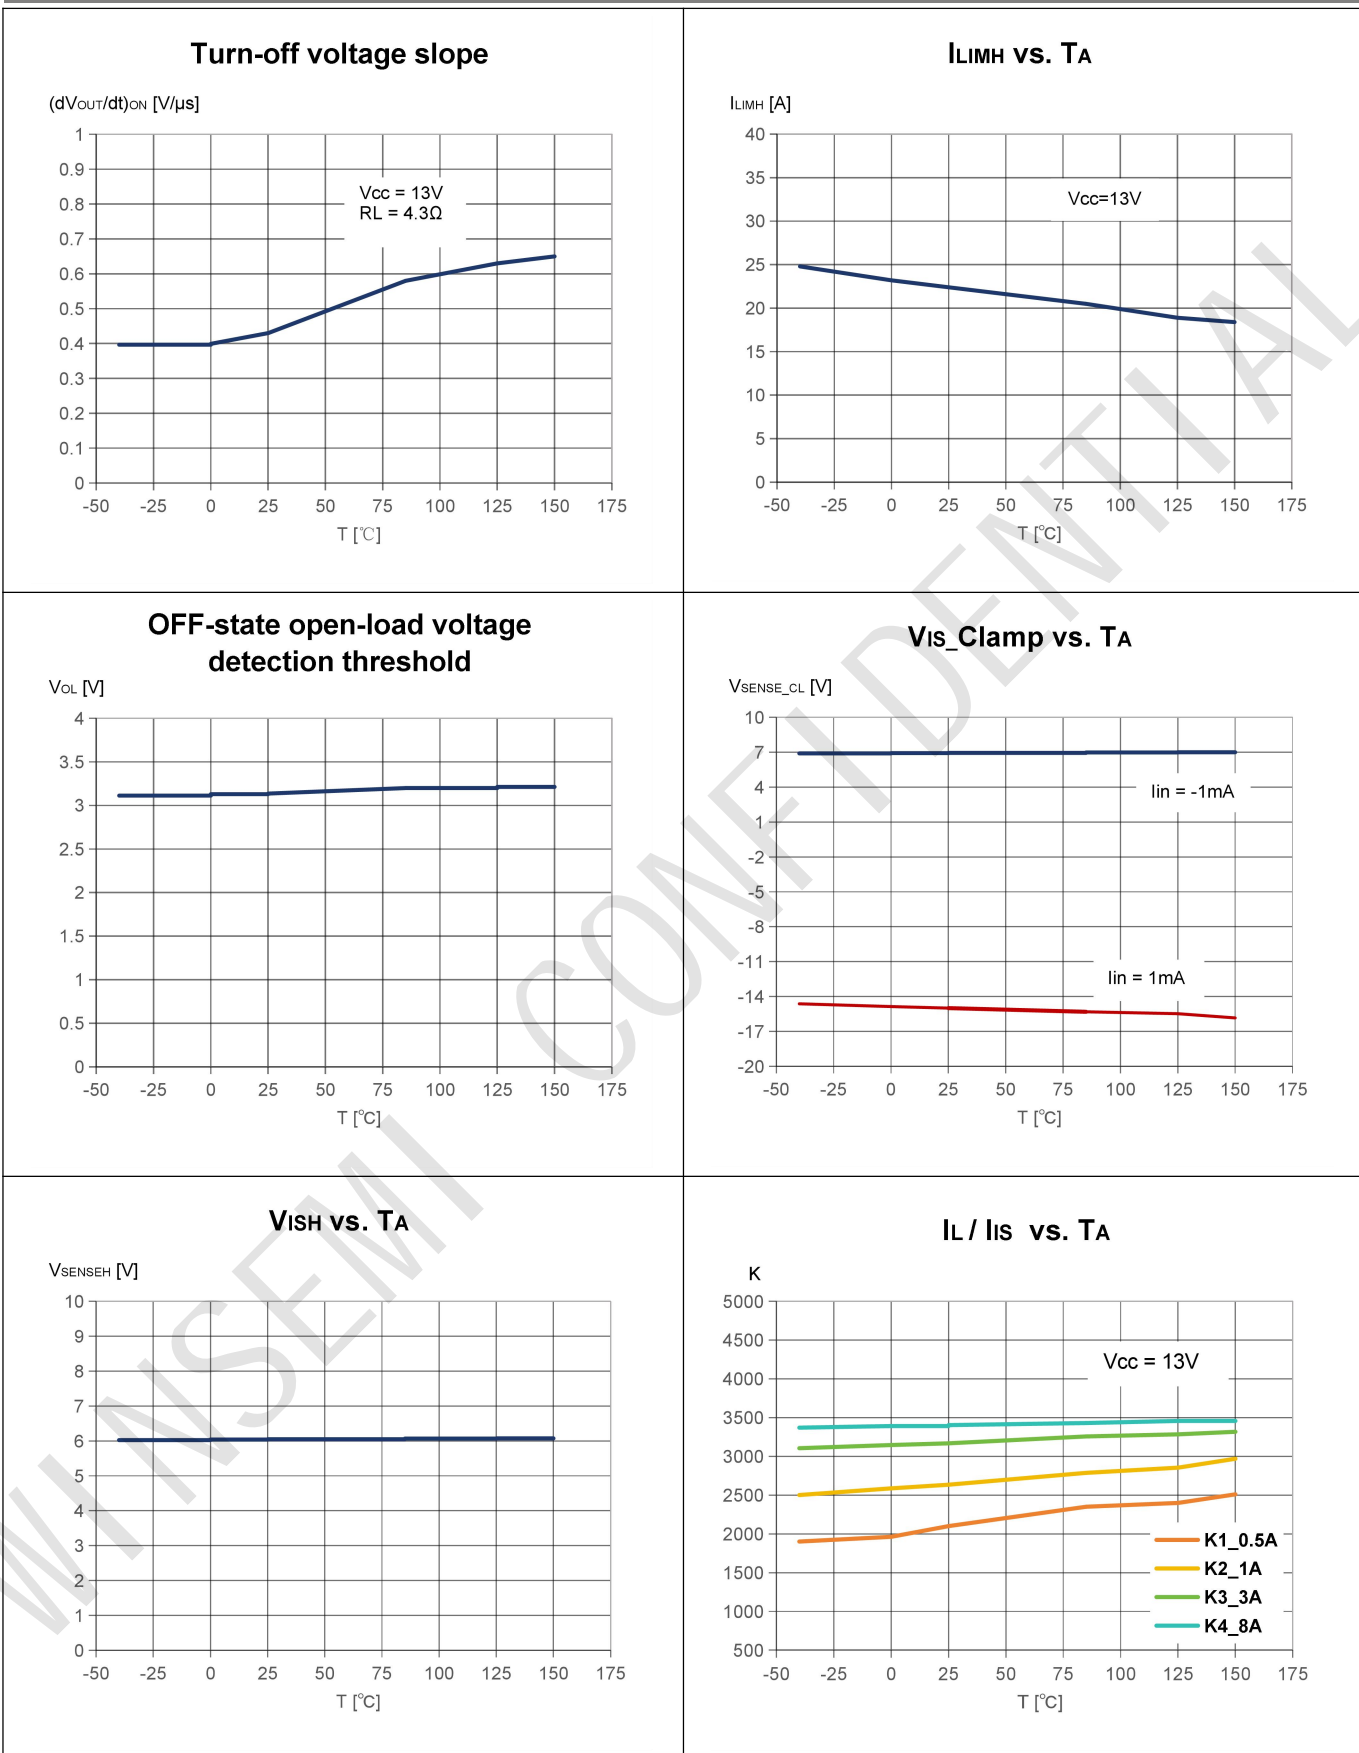 Turn-off voltage slope
(dVOUT/dt)ON [V/µs]
1
0.9
0.8
0.7
0.6
0.5
0.4
0.3
0.2
0.1
0
Vcc = 13V
RL = 4.3Ω
-50 -25 0 25 50 75 100 125 150 175
T [℃]
ILIMH vs. TA
ILIMH [A]
40
35
30
25
20
15
10
5
0
Vcc=13V
-50 -25 0 25 50 75 100 125 150 175
T [°C]
OFF-state open-load voltage
detection threshold
VOL [V]
4
3.5
3
2.5
2
1.5
1
0.5
0
-50 -25 0 25 50 75 100 125 150 175
T [°C]
VIS_Clamp vs. TA
VSENSE_CL [V]
10
7
4
1
-2
-5
-8
-11
-14
-17
-20
Iin = -1mA
Iin = 1mA
-50 -25 0 25 50 75 100 125 150 175
T [°C]
VISH vs. TA
VSENSEH [V]
10
9
8
7
6
5
4
3
2
1
0
-50 -25 0 25 50 75 100 125 150 175
T [°C]
IL / IIS vs. TA
K
5000
4500
4000
3500
3000
2500
2000
1500
1000
500
Vcc = 13V
K1_0.5A
K2_1A
K3_3A
K4_8A
-50 -25 0 25 50 75 100 125 150 175
T [°C]
WINSEMI CONFIDENTIAL